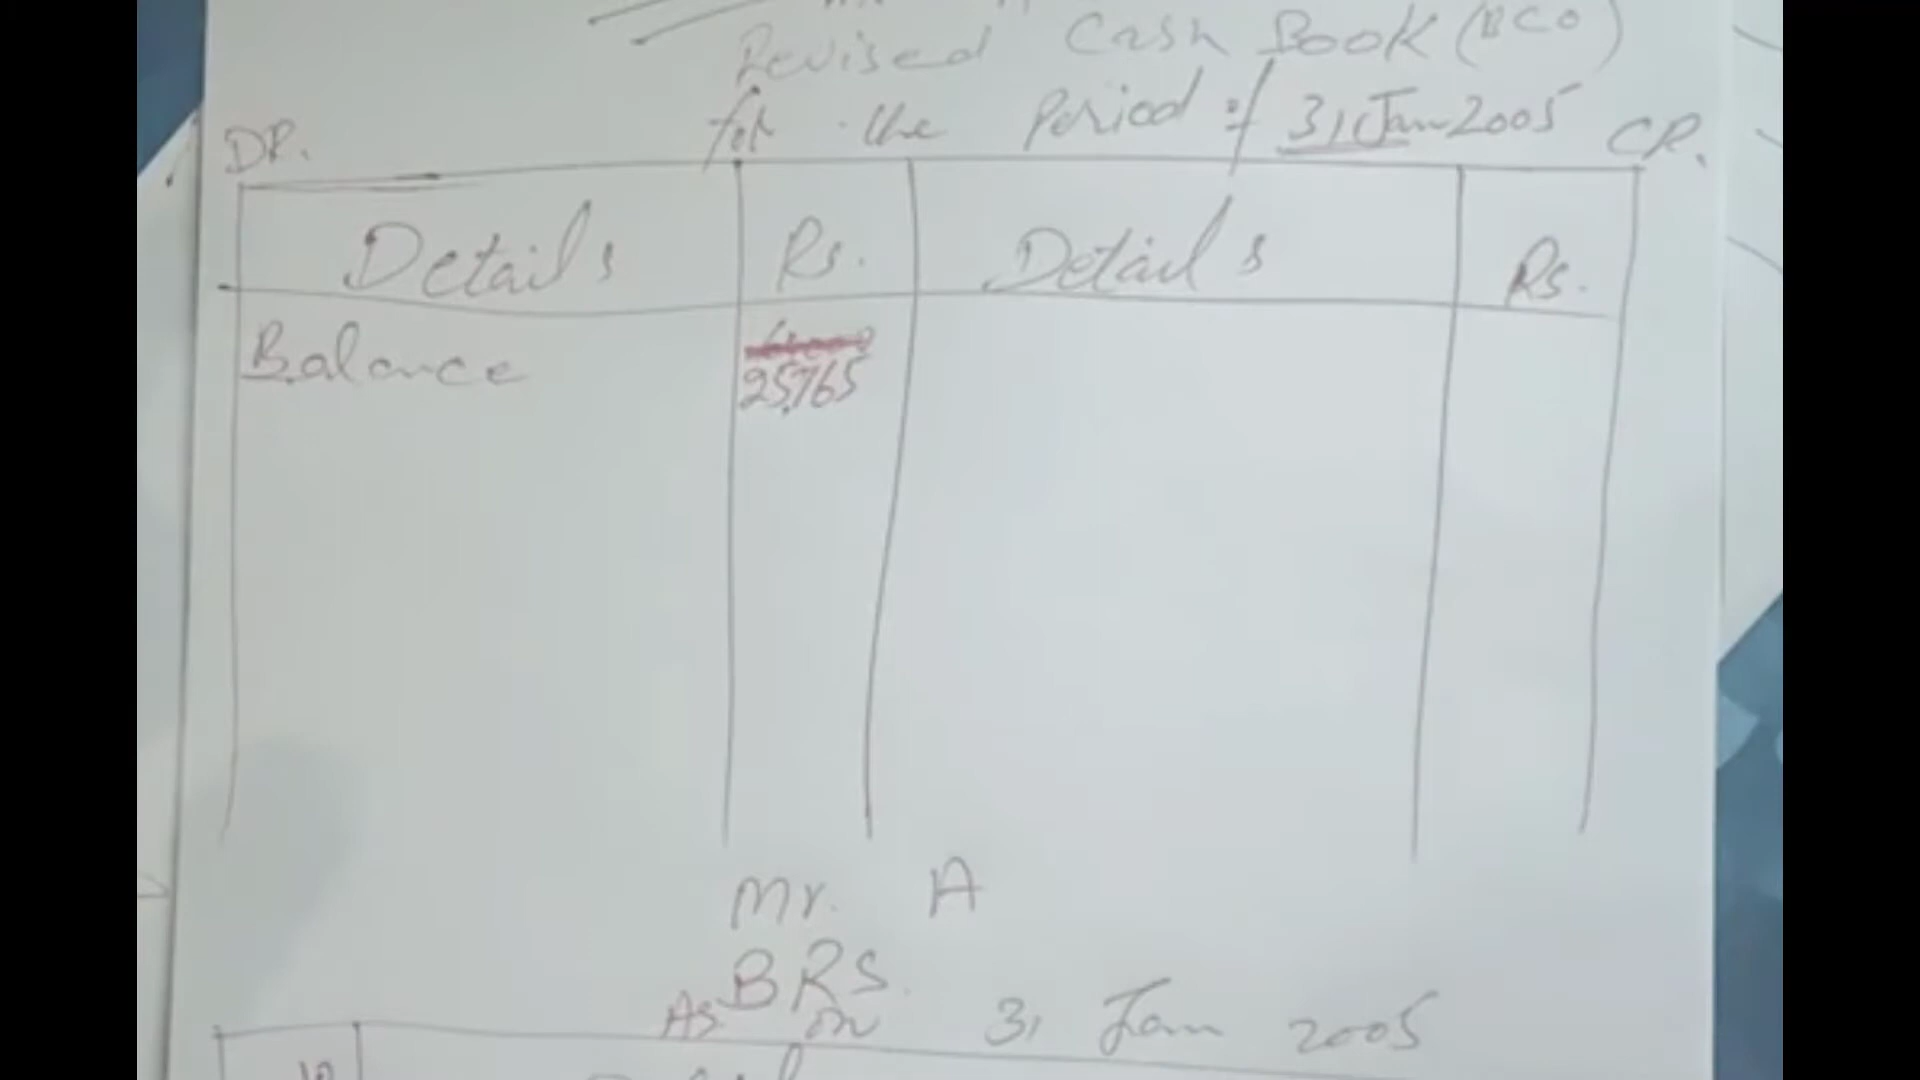 Revised Cash Book (BCO)
for the Period of 31 Jan 2005
DR. CR.
Details Rs. Details Rs.
Balance 25,765
Mr. A
BRS.
As on 31 Jan 2005